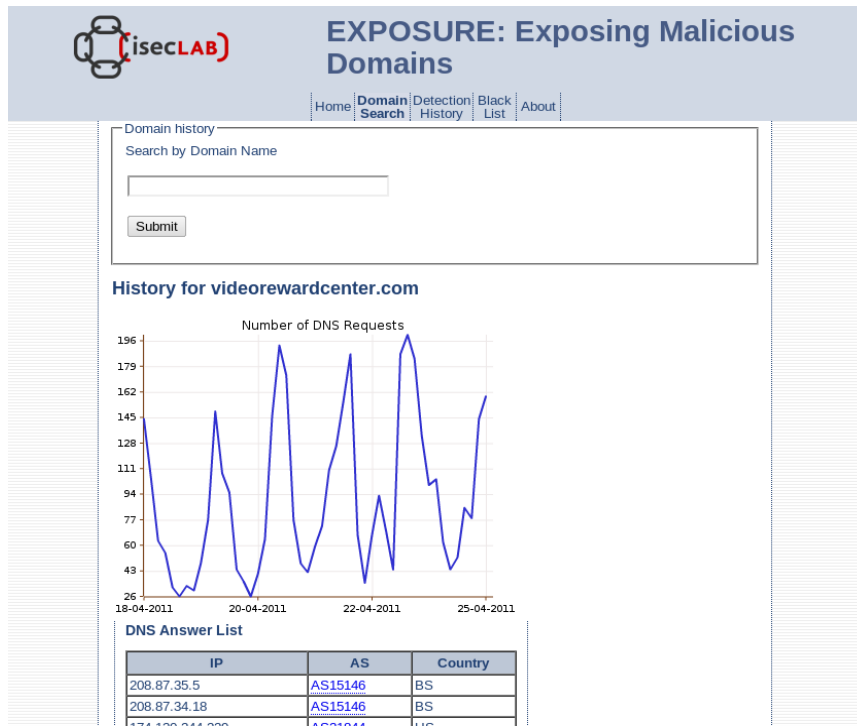 iSecLAB
EXPOSURE: Exposing Malicious
Domains
Home
Domain
Search
Detection
History
Black
List
About
Domain history
Search by Domain Name
Submit
History for videorewardcenter.com
Number of DNS Requests
196
179
162
145
128
111
94
77
60
43
26
18-04-2011 20-04-2011 22-04-2011 25-04-2011
DNS Answer List
IP AS Country
208.87.35.5 AS15146 BS
208.87.34.18 AS15146 BS